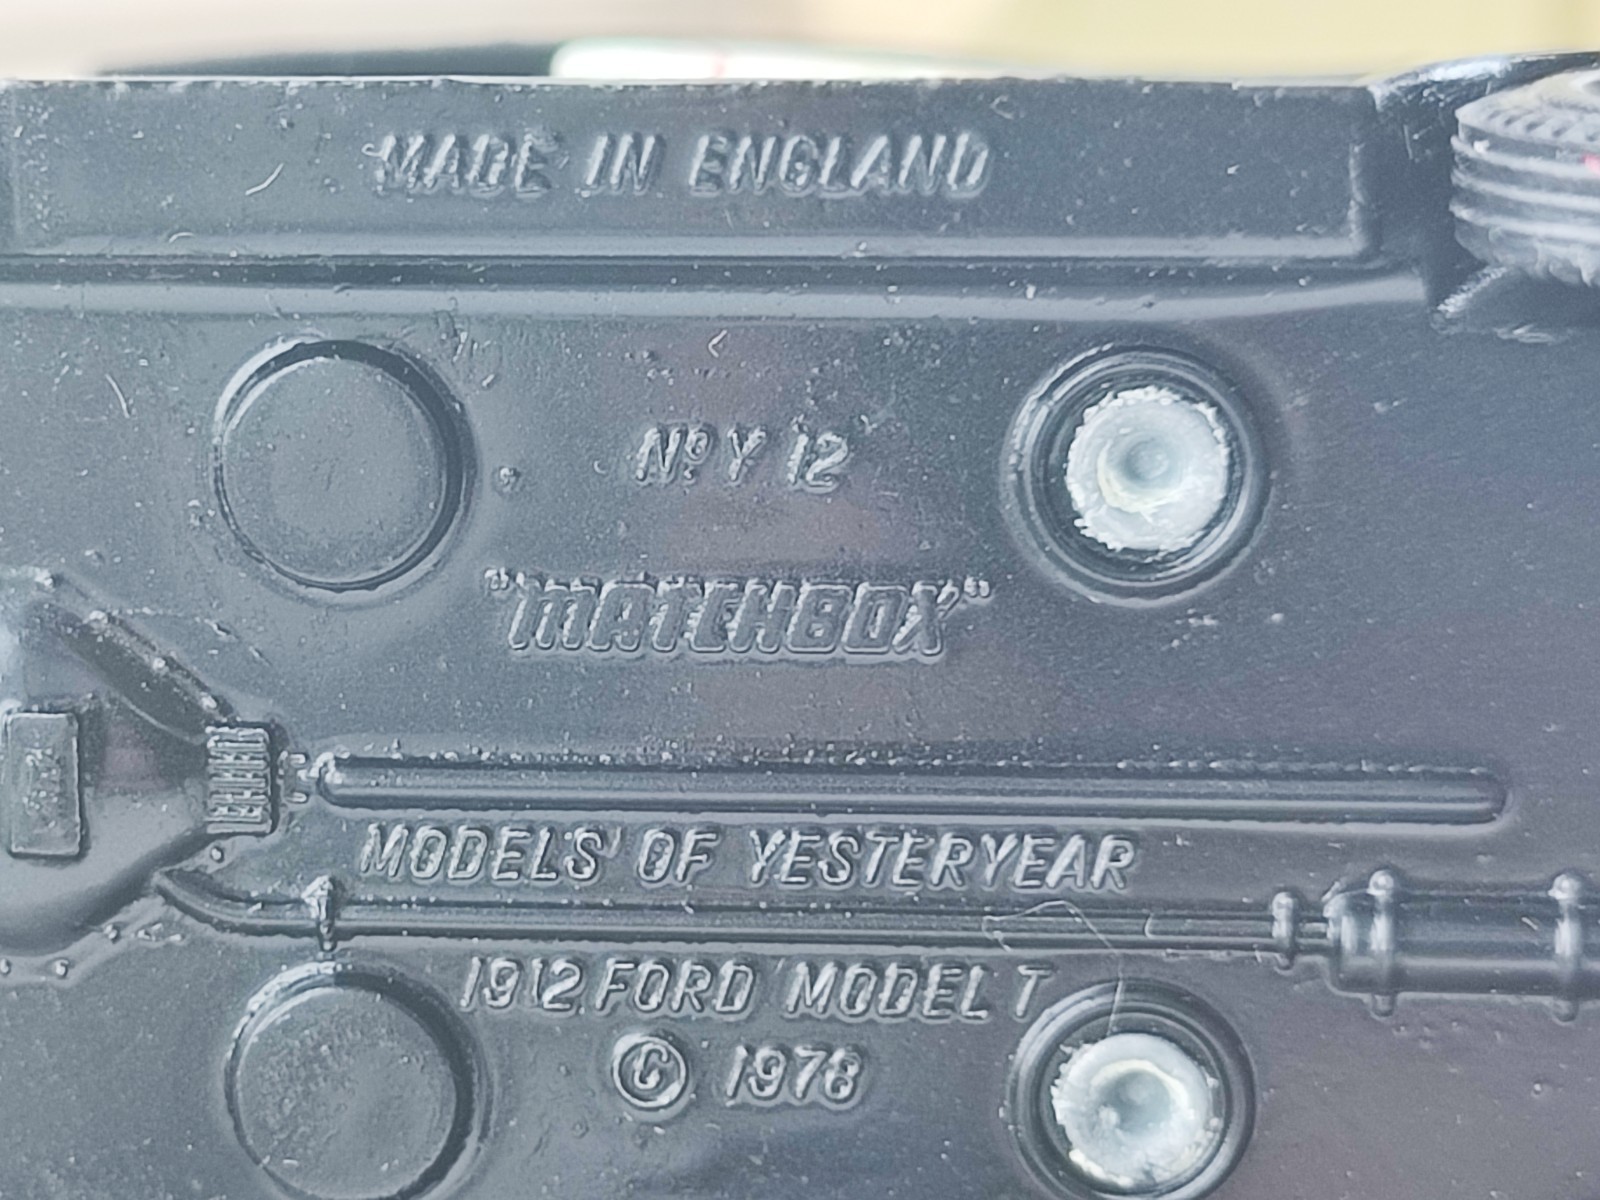 MADE IN ENGLAND
Nº Y 12
"MATCHBOX"
MODELS OF YESTERYEAR
1912 FORD MODEL T
© 1978